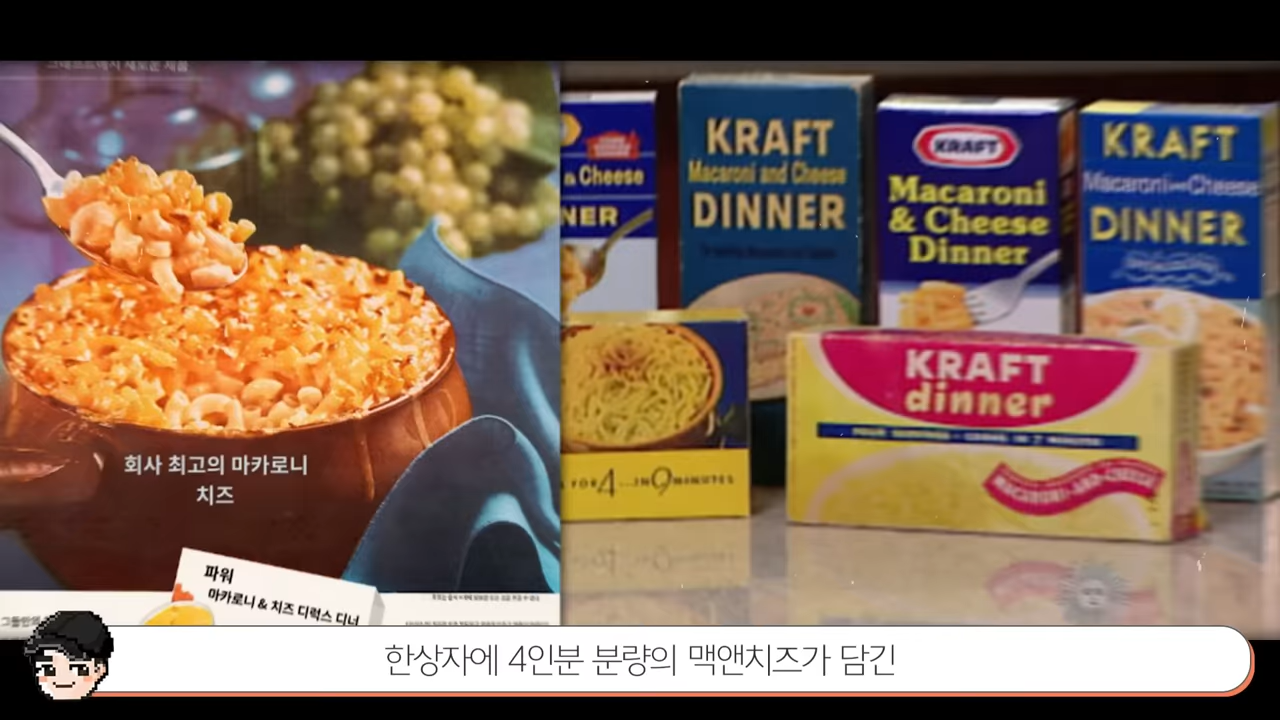 회사 최고의 마카로니
치즈
파워
마카로니 & 치즈 디럭스 디너
& Cheese
NER
KRAFT
Macaroni and Cheese
DINNER
KRAFT
Macaroni
& Cheese
Dinner
KRAFT
Macaroni and Cheese
DINNER
FOR 4...IN 9 MINUTES
KRAFT
dinner
MACARONI-AND-CHEESE
한상자에 4인분 분량의 맥앤치즈가 담긴